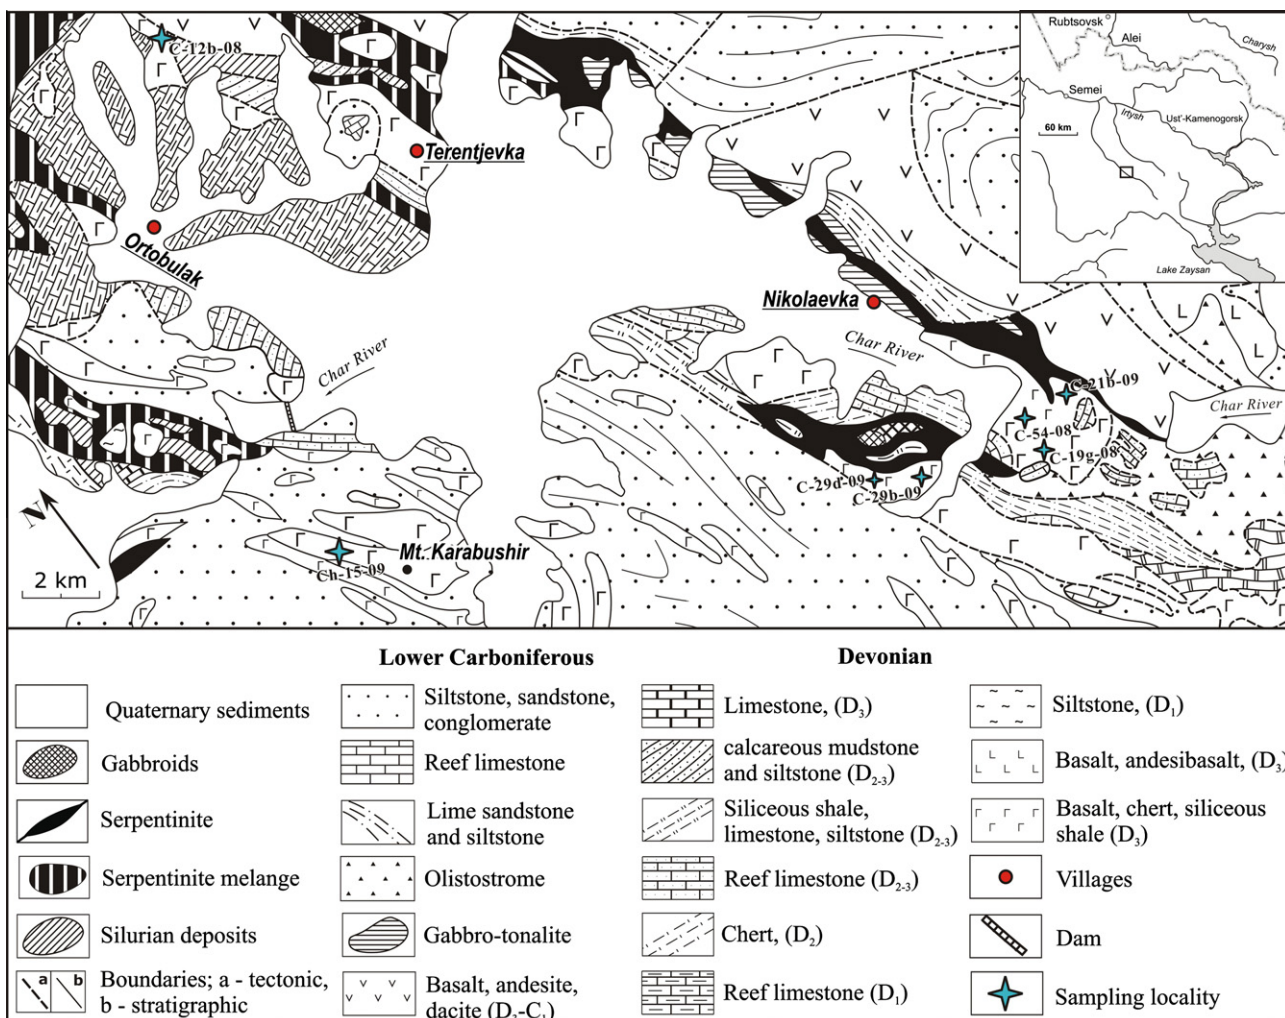 C-12b-08
Terentjevka
Ortobulak
Rubtsovsk
Alei
Charysh
Semei
Irtysh
Ust'-Kamenogorsk
60 km
Lake Zaysan
Nikolaevka
Char River
Char River
C-21b-09
Char River
C-54-08
C-19g-08
C-29d-09
C-29b-09
N
Mt. Karabushir
Ch-15-09
2 km
Lower Carboniferous
Devonian
Quaternary sediments
Siltstone, sandstone,
conglomerate
Limestone, (D₃)
Siltstone, (D₁)
Gabbroids
Reef limestone
calcareous mudstone
and siltstone (D₂₋₃)
Basalt, andesibasalt, (D₃)
Serpentinite
Lime sandstone
and siltstone
Siliceous shale,
limestone, siltstone (D₂₋₃)
Basalt, chert, siliceous
shale (D₃)
Serpentinite melange
Olistostrome
Reef limestone (D₂₋₃)
Villages
Silurian deposits
Gabbro-tonalite
Chert, (D₂)
Dam
a b
Boundaries; a - tectonic,
b - stratigraphic
Basalt, andesite,
dacite
Reef limestone (D₁)
Sampling locality